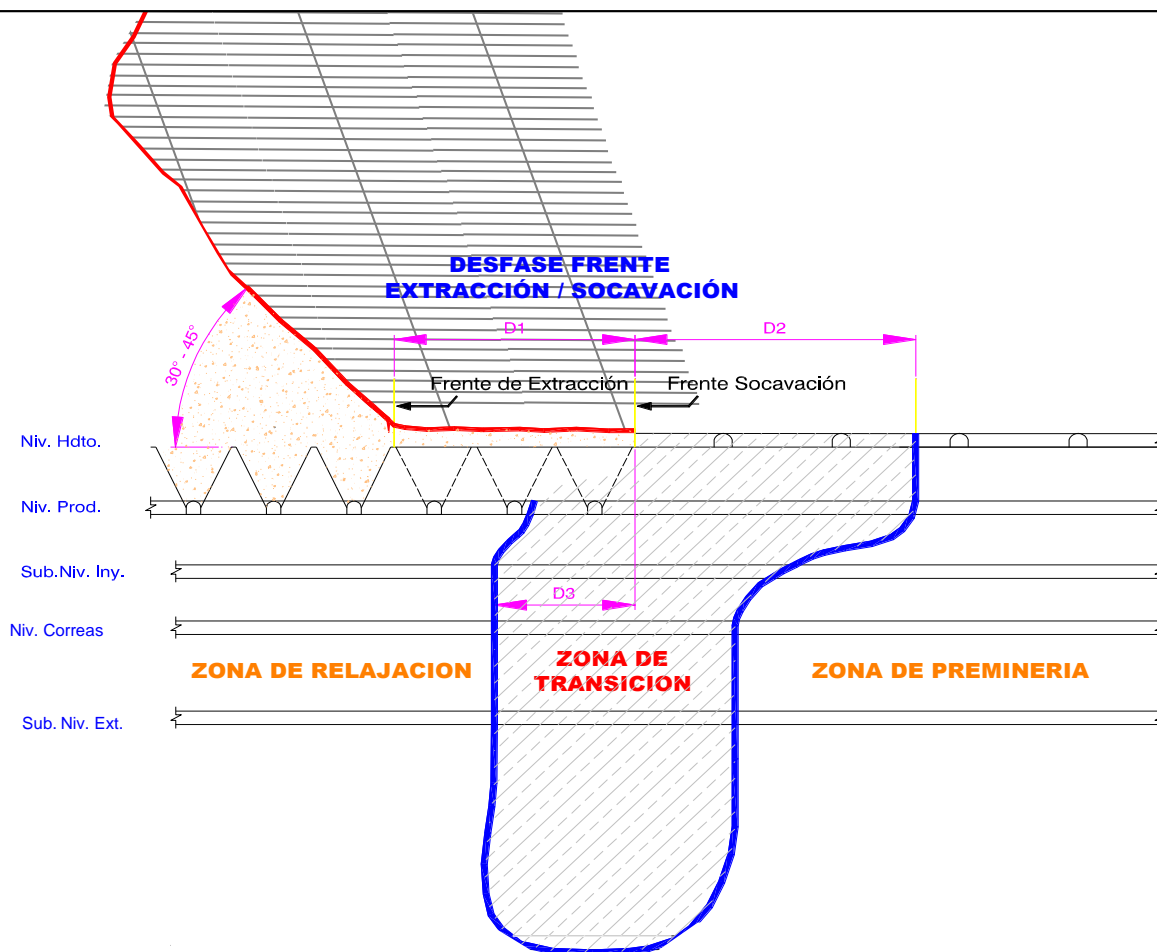 DESFASE FRENTE
EXTRACCIÓN / SOCAVACIÓN
D1
D2
30° - 45°
Frente de Extracción
Frente Socavación
Niv. Hdto.
Niv. Prod.
Sub.Niv. Iny.
D3
Niv. Correas
ZONA DE RELAJACION
ZONA DE
TRANSICION
ZONA DE PREMINERIA
Sub. Niv. Ext.